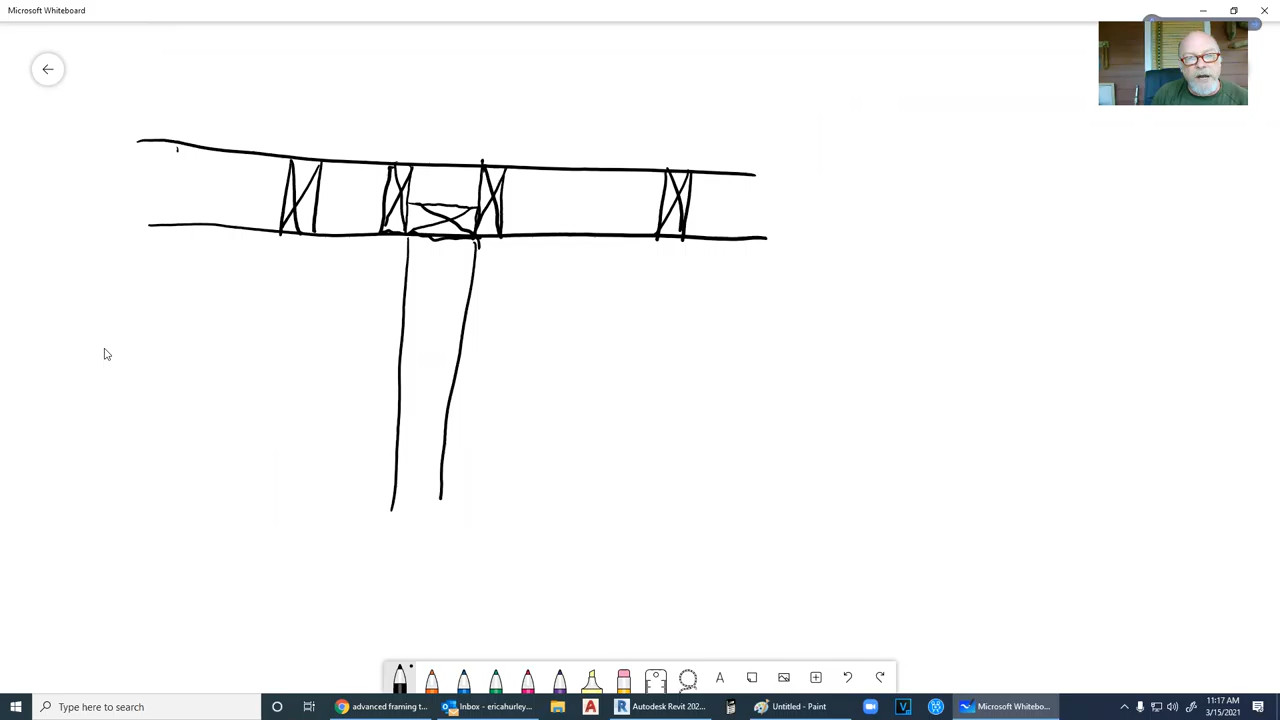 Microsoft Whiteboard
A
Type here to search
advanced framing t...
Inbox - ericahurley...
Autodesk Revit 202...
Untitled - Paint
Microsoft Whiteboa...
11:17 AM
3/15/2021